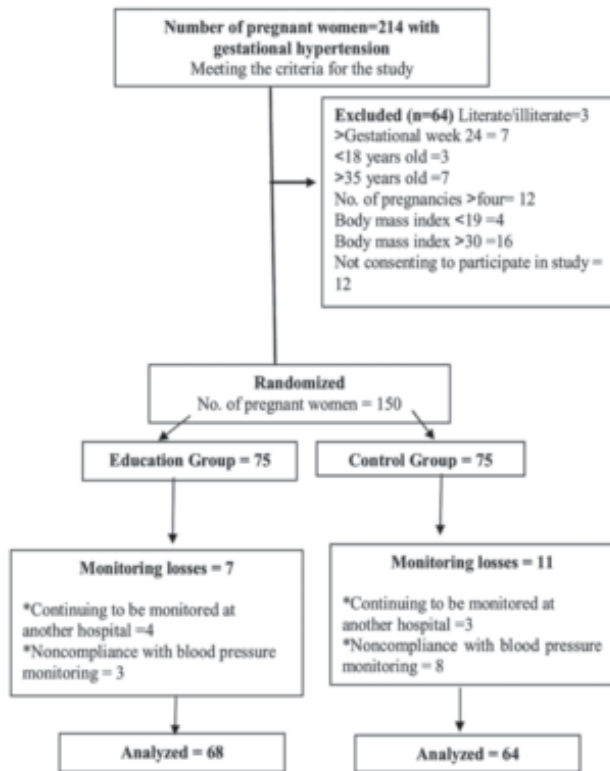 Number of pregnant women=214 with
gestational hypertension
Meeting the criteria for the study
Excluded (n=64) Literate/illiterate=3
>Gestational week 24 = 7
<18 years old =3
>35 years old =7
No. of pregnancies >four= 12
Body mass index <19 =4
Body mass index >30 =16
Not consenting to participate in study =
12
Randomized
No. of pregnant women = 150
Education Group = 75
Control Group = 75
Monitoring losses = 7
*Continuing to be monitored at
another hospital =4
*Noncompliance with blood pressure
monitoring = 3
Monitoring losses = 11
*Continuing to be monitored at
another hospital =3
*Noncompliance with blood pressure
monitoring = 8
Analyzed = 68
Analyzed = 64